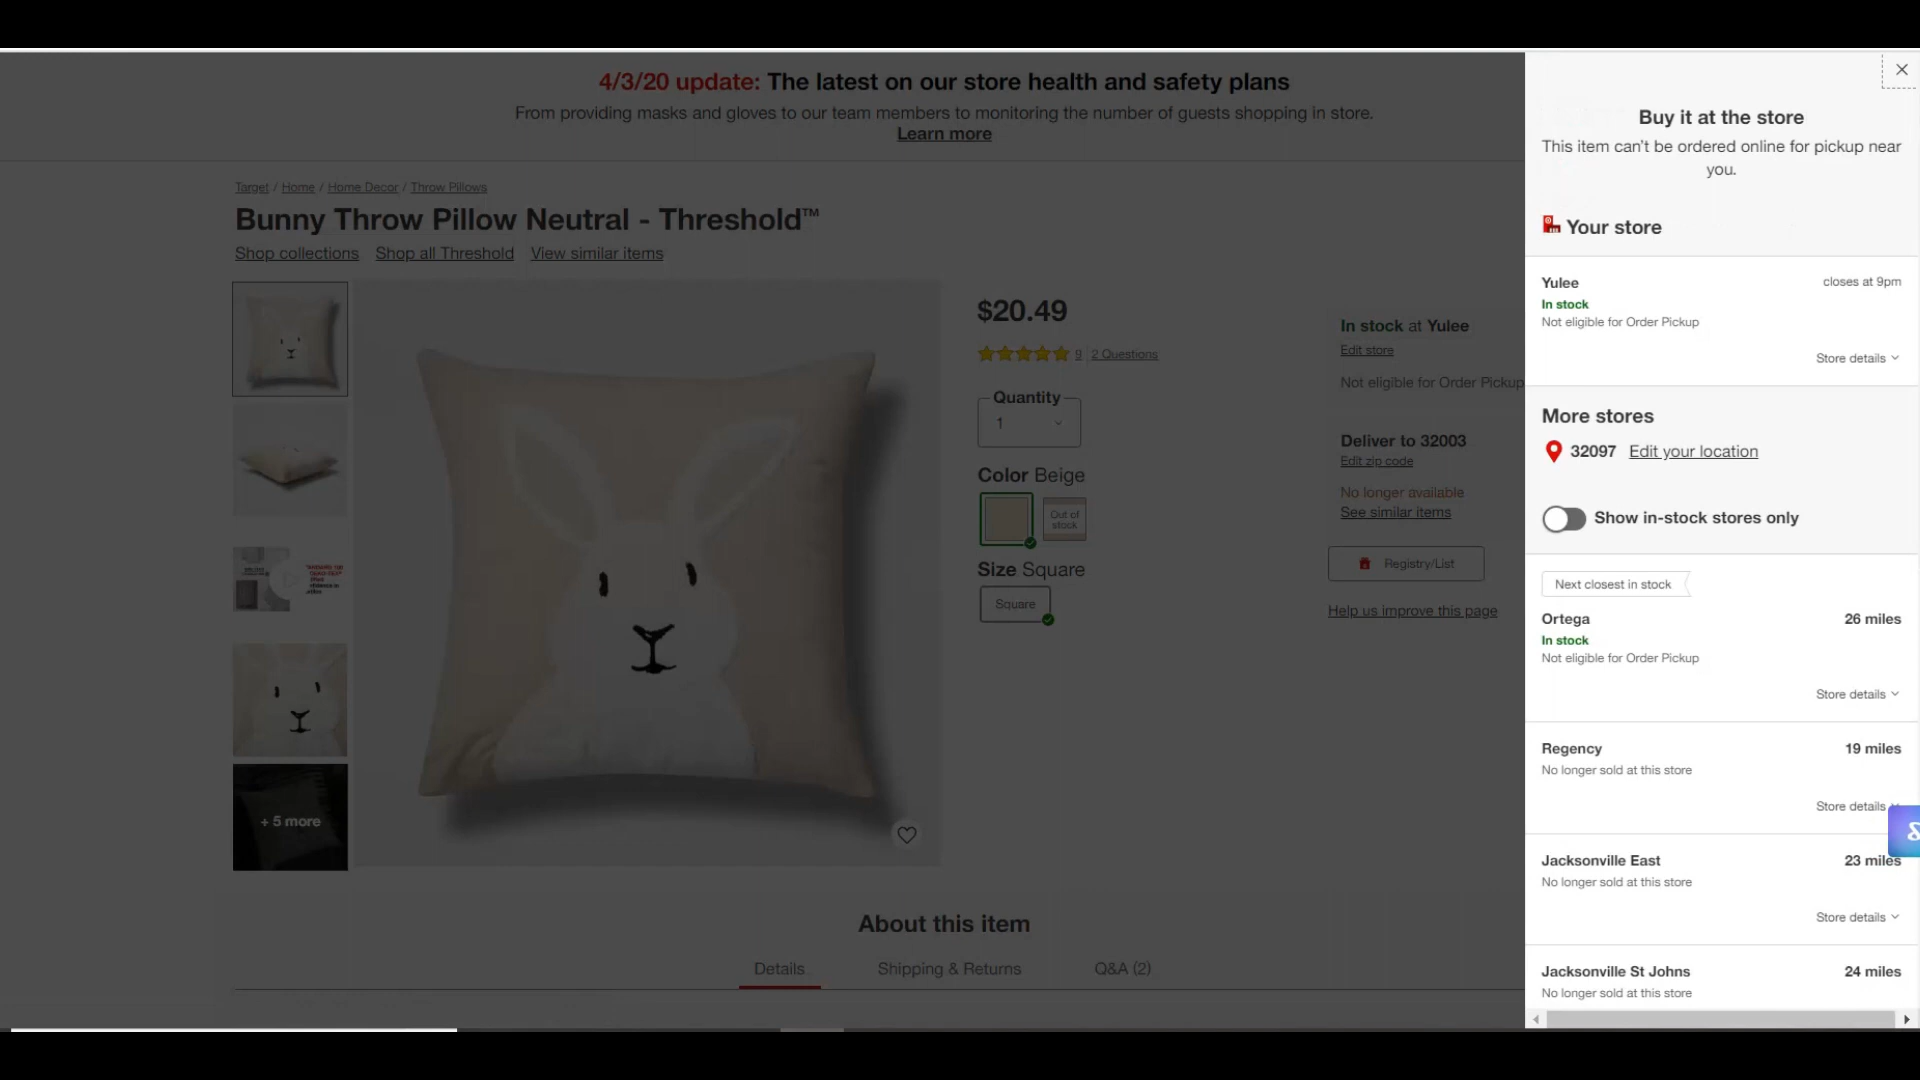 4/3/20 update: The latest on our store health and safety plans
From providing masks and gloves to our team members to monitoring the number of guests shopping in store.
Learn more
Target / Home / Home Decor / Throw Pillows
Bunny Throw Pillow Neutral - Threshold™
Shop collections Shop all Threshold View similar items
+ 5 more
$20.49
9 2 Questions
Quantity
1
Color Beige
Out of
stock
Size Square
Square
In stock at Yulee
Edit store
Not eligible for Order Pickup
Deliver to 32003
Edit zip code
No longer available
See similar items
Registry/List
Help us improve this page
About this item
Details
Shipping & Returns
Q&A (2)
Buy it at the store
This item can't be ordered online for pickup near
you.
Your store
Yulee closes at 9pm
In stock
Not eligible for Order Pickup
Store details
More stores
32097 Edit your location
Show in-stock stores only
Next closest in stock
Ortega 26 miles
In stock
Not eligible for Order Pickup
Store details
Regency 19 miles
No longer sold at this store
Store details
Jacksonville East 23 miles
No longer sold at this store
Store details
Jacksonville St Johns 24 miles
No longer sold at this store